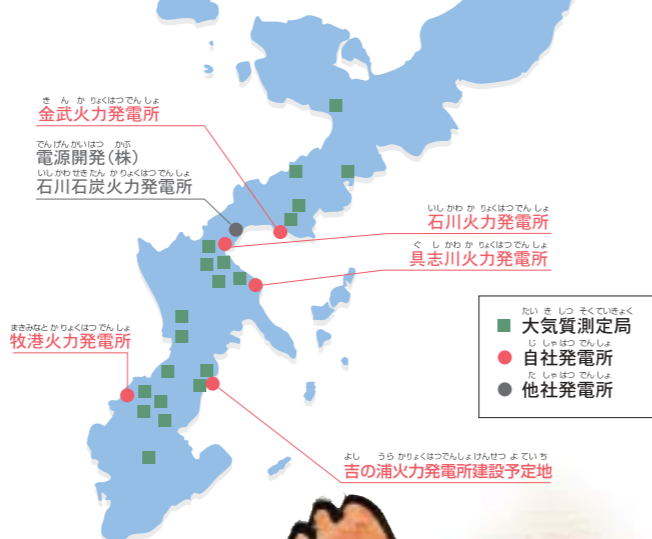 きんかりょくはつでんしょ
金武火力発電所
でんげんかいはつ かぶ
電源開発(株)
いしかわせきたんかりょくはつでんしょ
石川石炭火力発電所
いしかわかりょくはつでんしょ
石川火力発電所
ぐしかわかりょくはつでんしょ
具志川火力発電所
まきみなとかりょくはつでんしょ
牧港火力発電所
たいきしつそくていきょく
大気質測定局
じしゃはつでんしょ
自社発電所
たしゃはつでんしょ
他社発電所
よし うらかりょくはつでんしょけんせつよていち
吉の浦火力発電所建設予定地